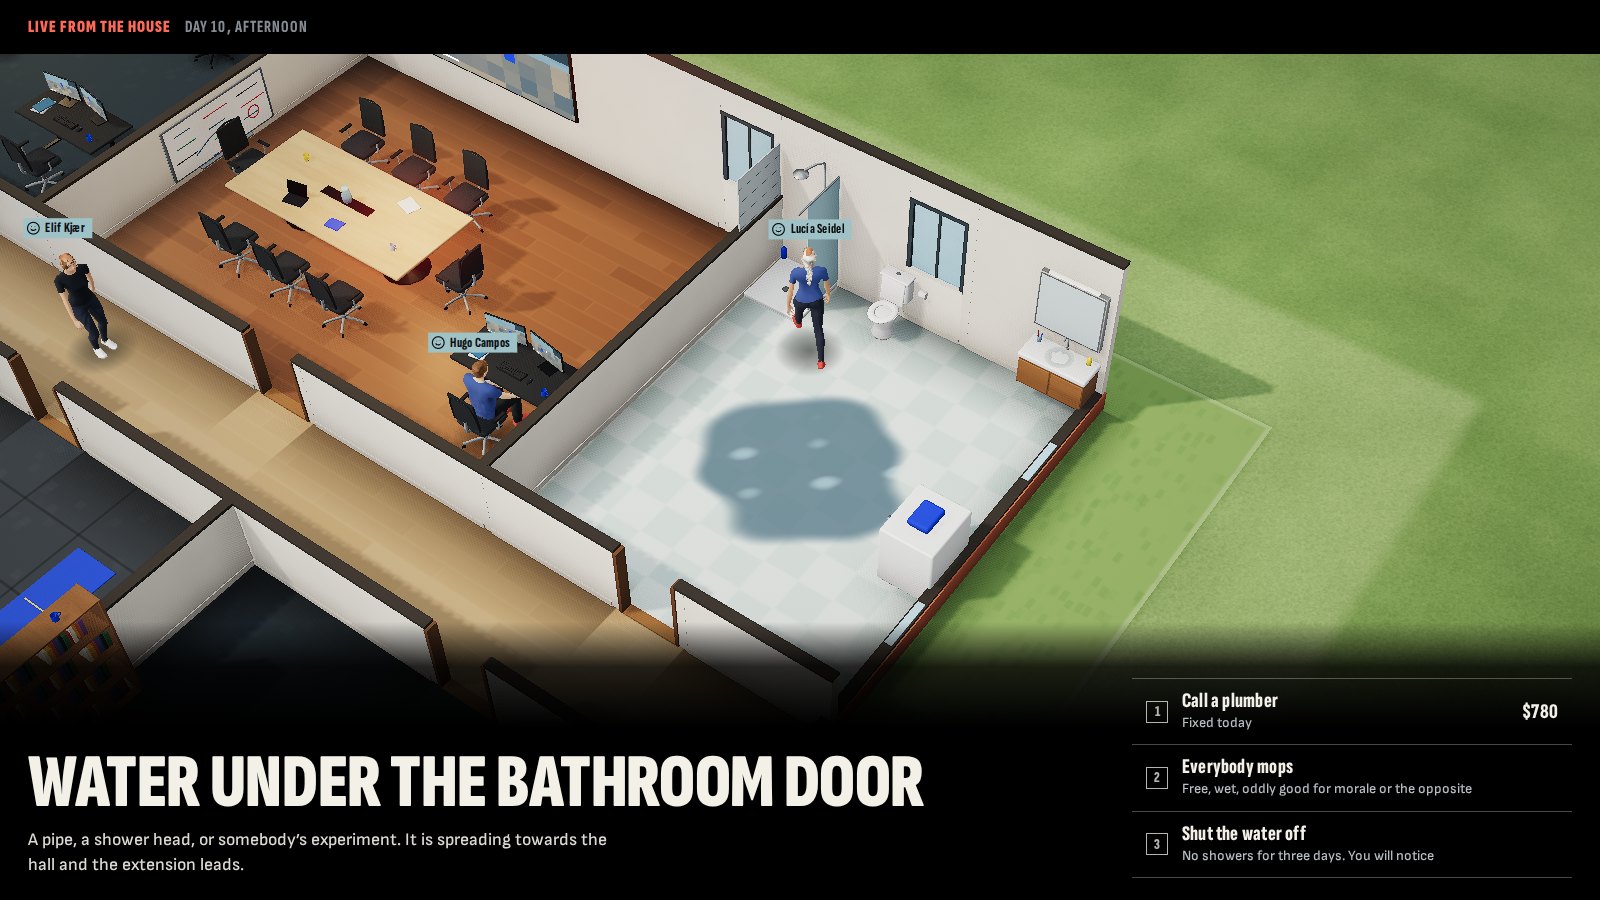 LIVE FROM THE HOUSE DAY 10, AFTERNOON
Elif Kjær
Lucía Seidel
Hugo Campos
WATER UNDER THE BATHROOM DOOR
A pipe, a shower head, or somebody’s experiment. It is spreading towards the
hall and the extension leads.
1 Call a plumber $780
Fixed today
2 Everybody mops
Free, wet, oddly good for morale or the opposite
3 Shut the water off
No showers for three days. You will notice